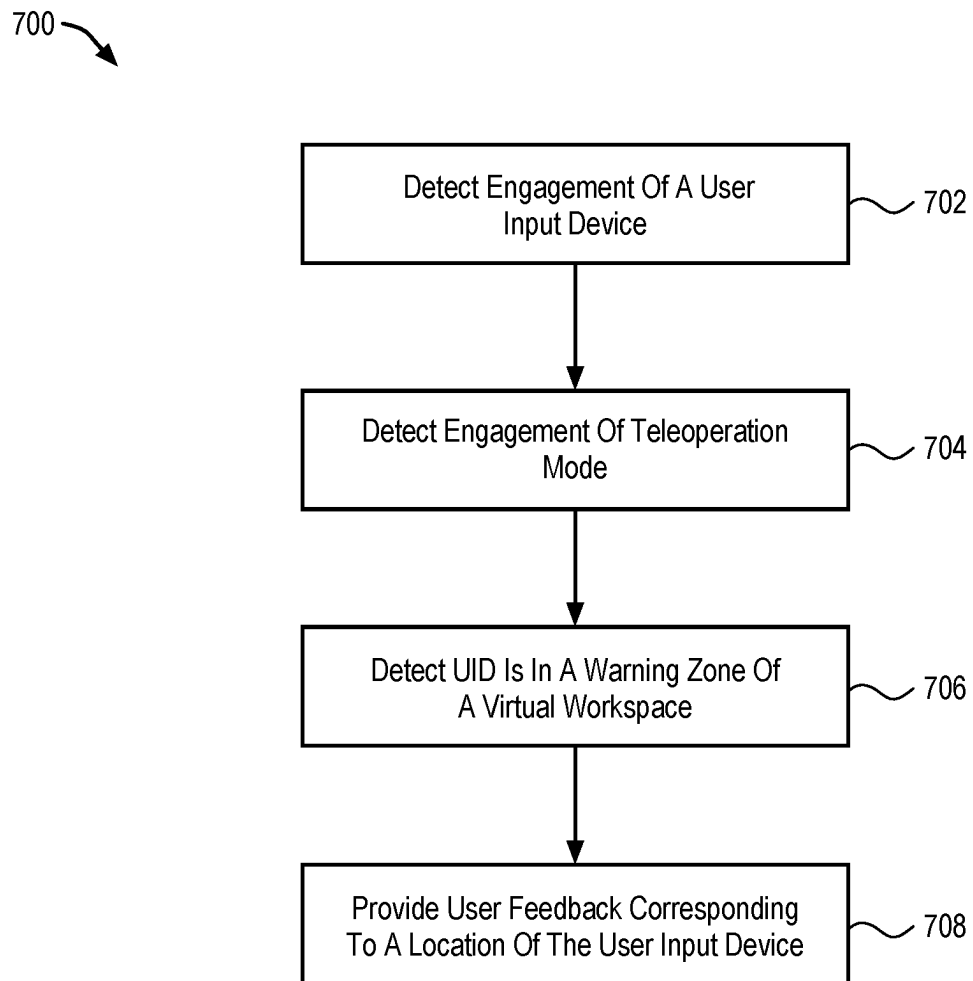 700
Detect Engagement Of A User
Input Device
702
Detect Engagement Of Teleoperation
Mode
704
Detect UID Is In A Warning Zone Of
A Virtual Workspace
706
Provide User Feedback Corresponding
To A Location Of The User Input Device
708